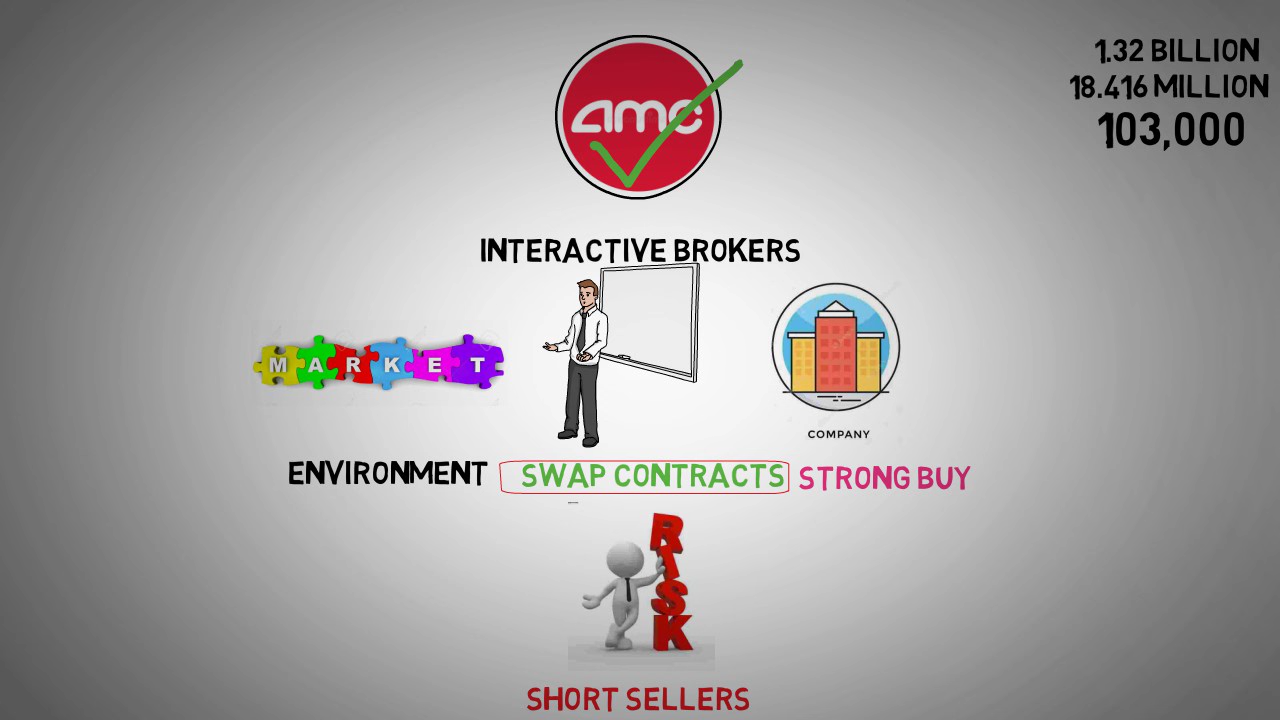 1.32 BILLION
18.416 MILLION
103,000
amc
INTERACTIVE BROKERS
MARKET
COMPANY
ENVIRONMENT
SWAP CONTRACTS
STRONG BUY
RISK
SHORT SELLERS